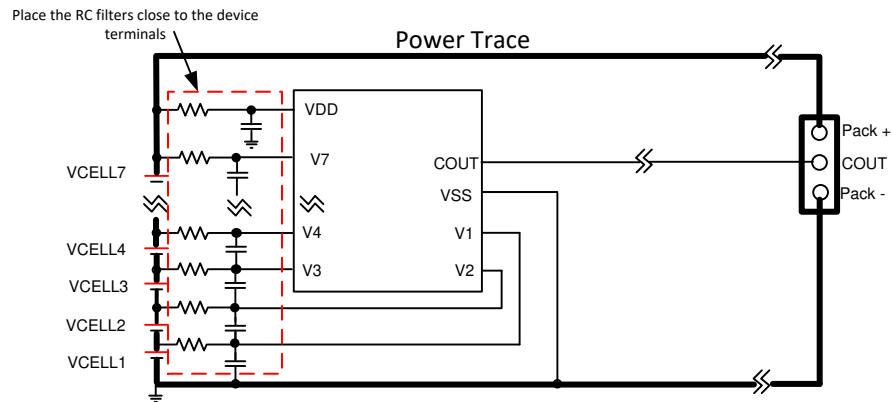 Place the RC filters close to the device
terminals
Power Trace
VDD
Pack +
V7
COUT
COUT
VCELL7
VSS
Pack -
V4
V1
VCELL4
V3
V2
VCELL3
VCELL2
VCELL1